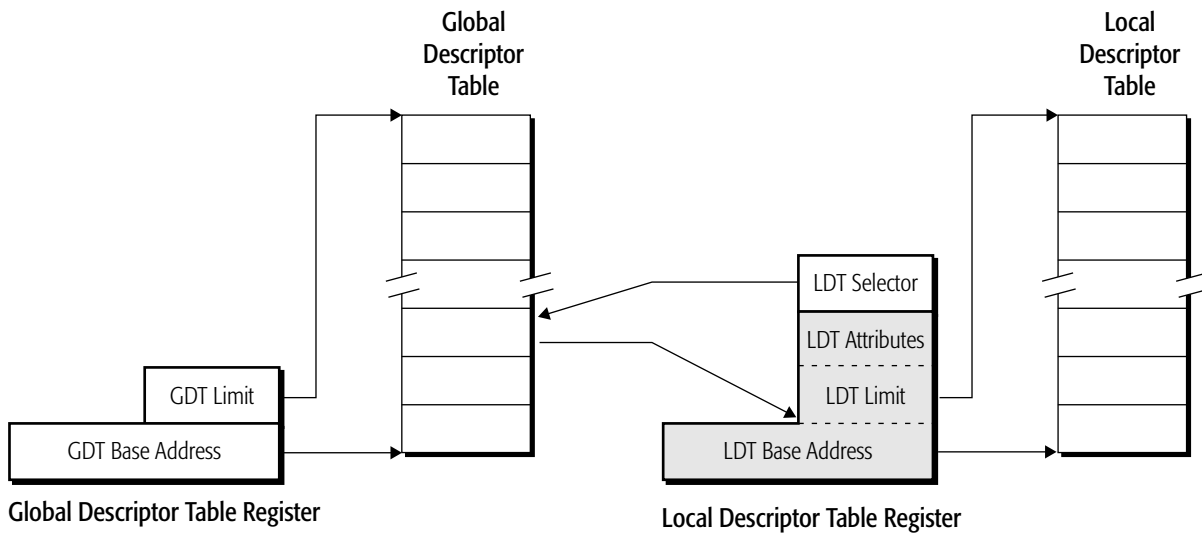 Global
Descriptor
Table
Local
Descriptor
Table
LDT Selector
LDT Attributes
GDT Limit
LDT Limit
GDT Base Address
LDT Base Address
Global Descriptor Table Register
Local Descriptor Table Register